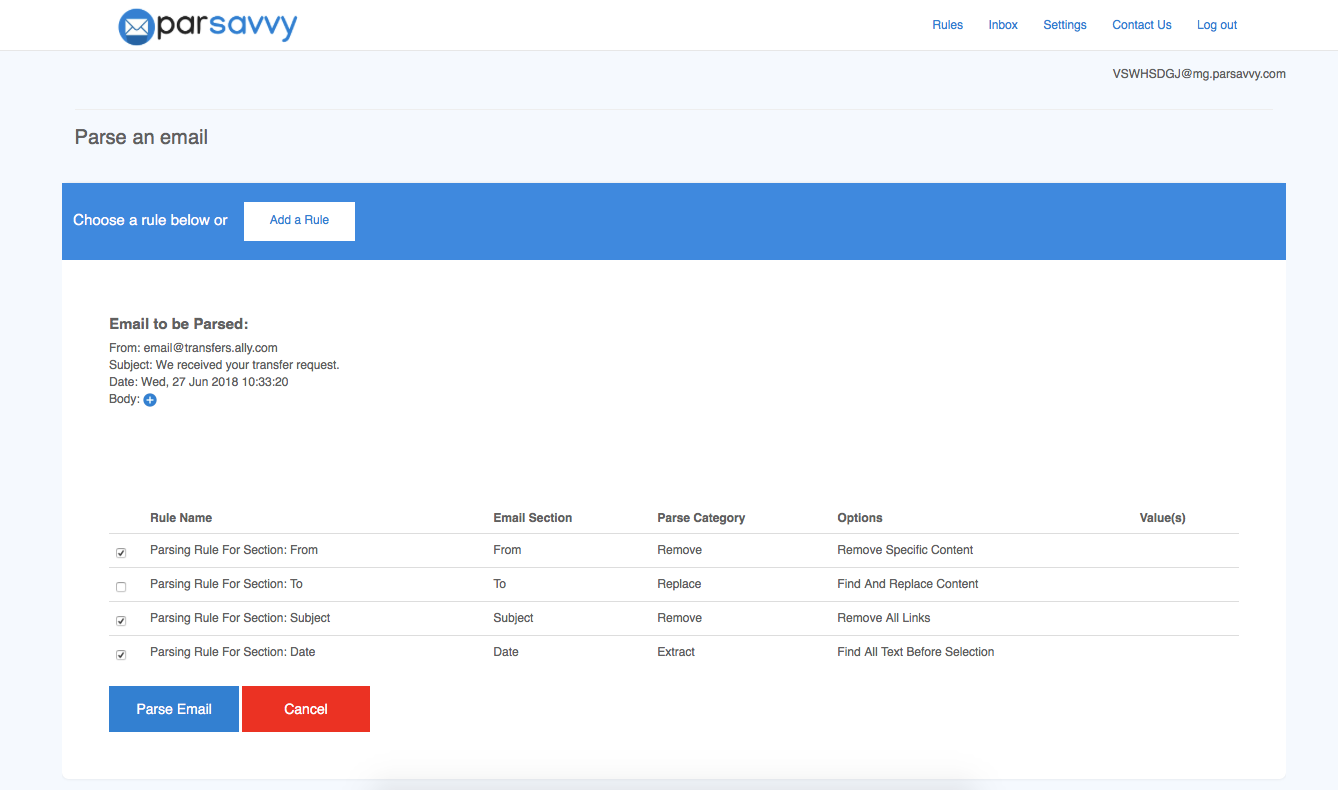 parsavvy
Rules Inbox Settings Contact Us Log out
VSWHSDGJ@mg.parsavvy.com
Parse an email
Choose a rule below or Add a Rule
Email to be Parsed:
From: email@transfers.ally.com
Subject: We received your transfer request.
Date: Wed, 27 Jun 2018 10:33:20
Body:
Rule Name Email Section Parse Category Options Value(s)
Parsing Rule For Section: From From Remove Remove Specific Content
Parsing Rule For Section: To To Replace Find And Replace Content
Parsing Rule For Section: Subject Subject Remove Remove All Links
Parsing Rule For Section: Date Date Extract Find All Text Before Selection
Parse Email Cancel